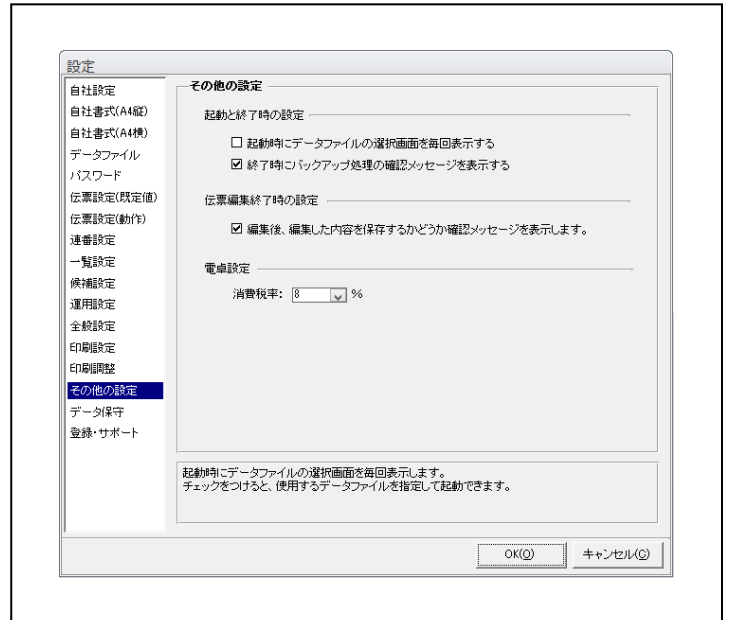 設定
自社設定
自社書式(A4縦)
自社書式(A4横)
データファイル
パスワード
伝票設定(既定値)
伝票設定(動作)
連番設定
一覧設定
候補設定
運用設定
全般設定
印刷設定
印刷調整
その他の設定
データ保守
登録・サポート
その他の設定
起動と終了時の設定
起動時にデータファイルの選択画面を毎回表示する
終了時にバックアップ処理の確認メッセージを表示する
伝票編集終了時の設定
編集後、編集した内容を保存するかどうか確認メッセージを表示します。
電卓設定
消費税率: 8 %
起動時にデータファイルの選択画面を毎回表示します。
チェックをつけると、使用するデータファイルを指定して起動できます。
OK(O) キャンセル(C)